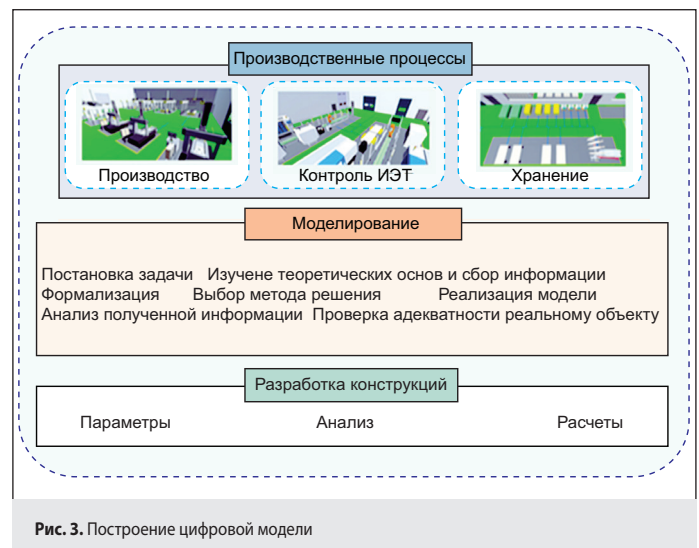 Производственные процессы
Производство Контроль ИЭТ Хранение
Моделирование
Постановка задачи Изучене теоретических основ и сбор информации
Формализация Выбор метода решения Реализация модели
Анализ полученной информации Проверка адекватности реальному объекту
Разработка конструкций
Параметры Анализ Расчеты
Рис. 3. Построение цифровой модели